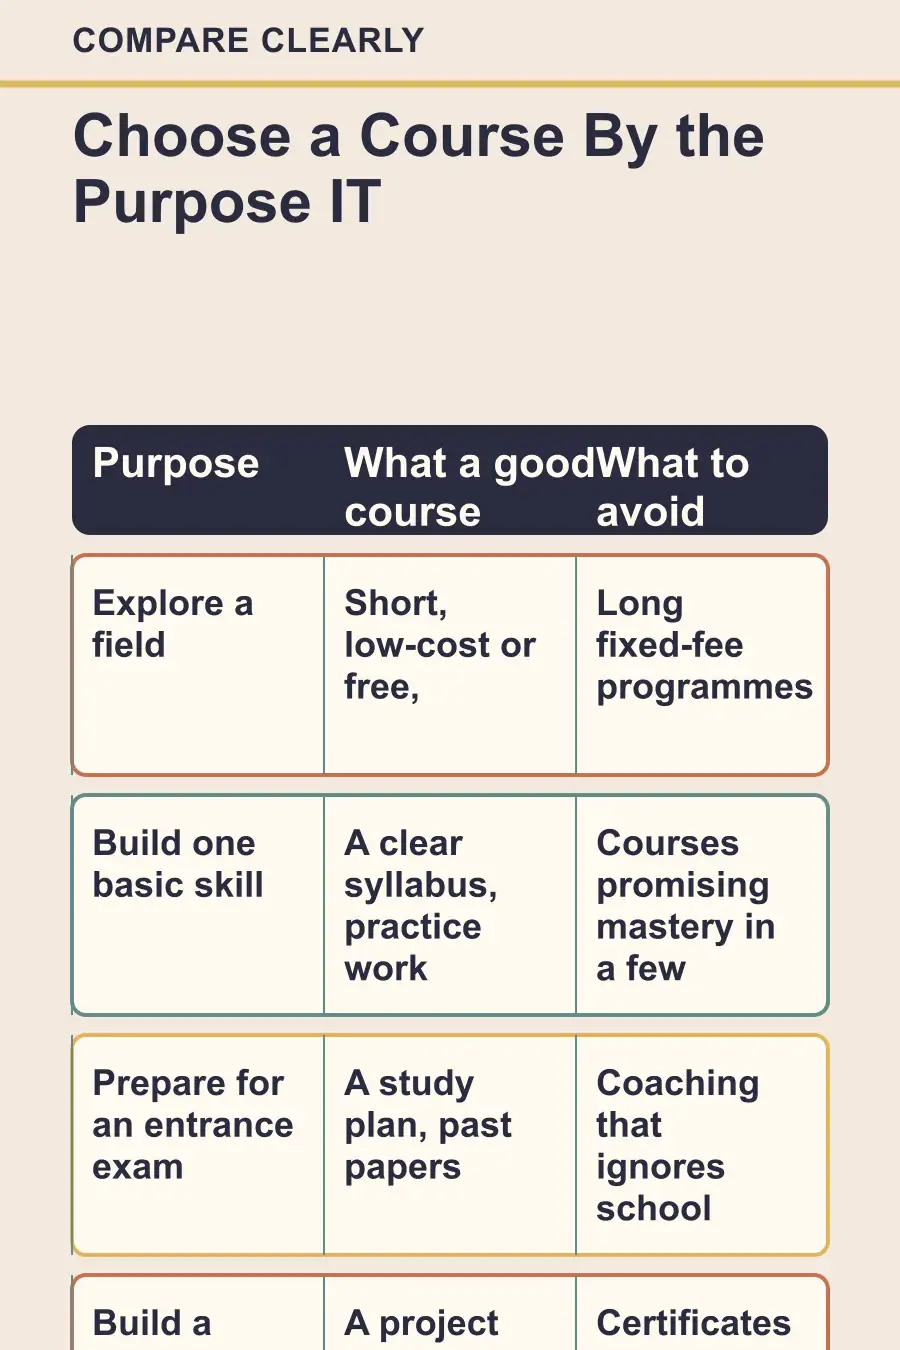 COMPARE CLEARLY
Choose a Course By the
Purpose IT
Purpose
What a good
course
What to
avoid
Explore a
field
Short,
low-cost or
free,
Long
fixed-fee
programmes
Build one
basic skill
A clear
syllabus,
practice
work
Courses
promising
mastery in
a few
Prepare for
an entrance
exam
A study
plan, past
papers
Coaching
that
ignores
school
Build a
A project
Certificates